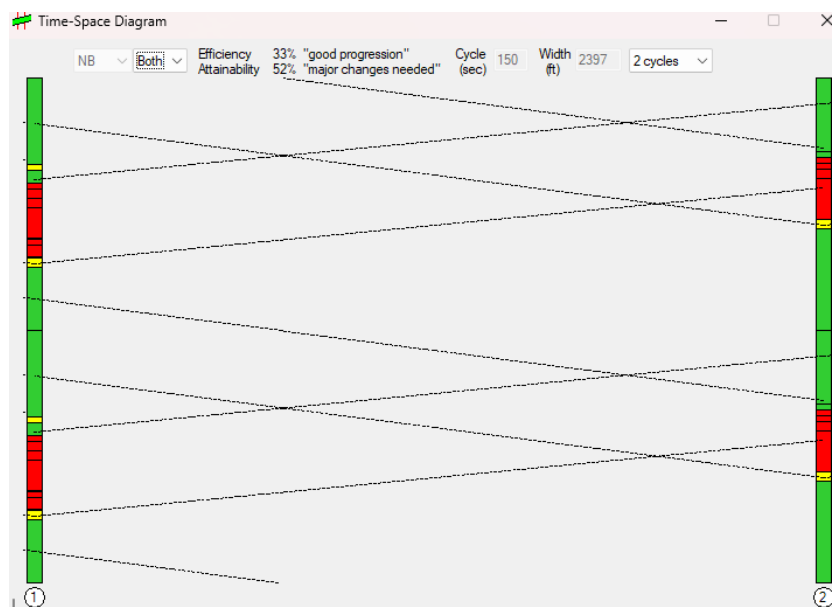 Time-Space Diagram
NB Both Efficiency 33% "good progression" Cycle 150 Width 2397 2 cycles
Attainability 52% "major changes needed" (sec) (ft)
1 2